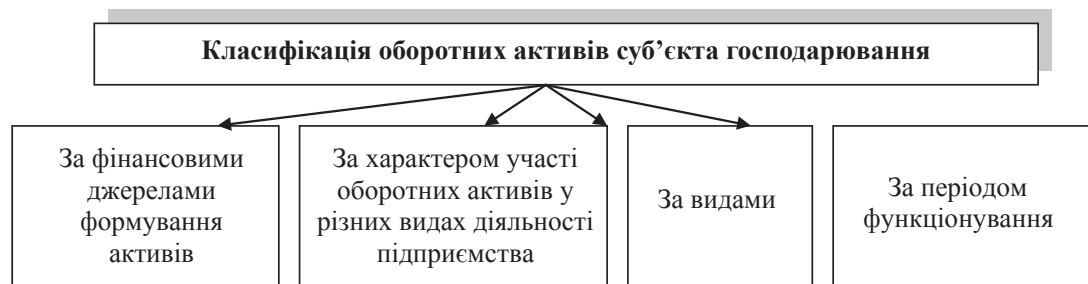 Класифікація оборотних активів суб’єкта господарювання
За фінансовими
джерелами
формування
активів
За характером участі
оборотних активів у
різних видах діяльності
підприємства
За видами
За періодом
функціонування